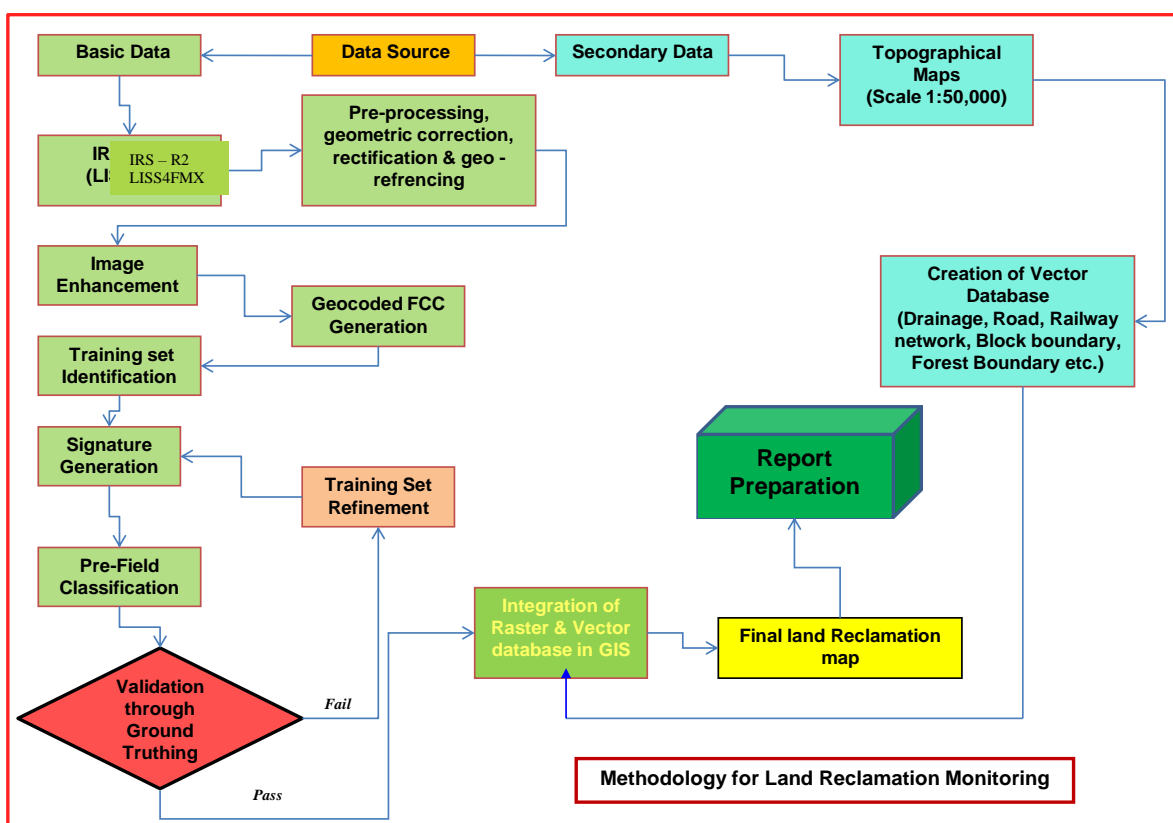 Basic Data
Data Source
Secondary Data
Topographical
Maps
(Scale 1:50,000)
Pre-processing,
geometric correction,
rectification & geo -
refrencing
IRS – R2
LISS4FMX
Image
Enhancement
Geocoded FCC
Generation
Creation of Vector
Database
(Drainage, Road, Railway
network, Block boundary,
Forest Boundary etc.)
Training set
Identification
Signature
Generation
Training Set
Refinement
Report
Preparation
Pre-Field
Classification
Integration of
Raster & Vector
database in GIS
Final land Reclamation
map
Validation
through
Ground
Truthing
Fail
Pass
Methodology for Land Reclamation Monitoring